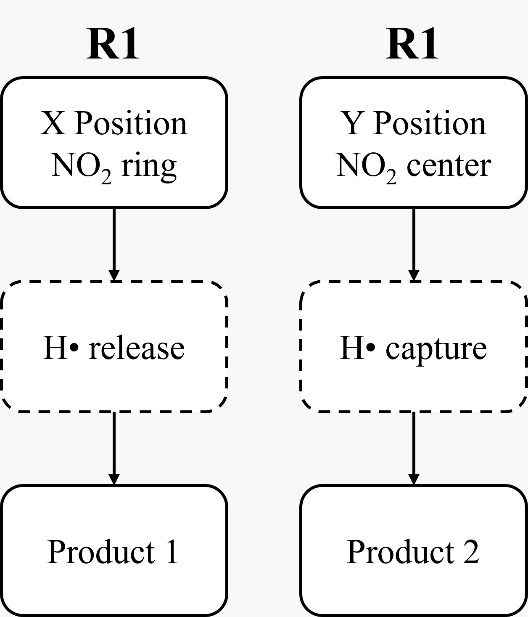 R1
X Position
NO₂ ring
H• release
Product 1
R1
Y Position
NO₂ center
H• capture
Product 2